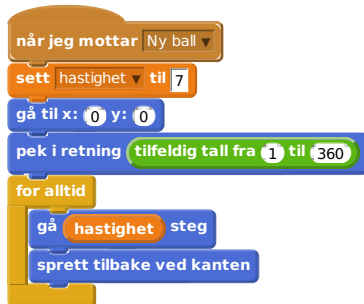 når jeg mottar Ny ball
sett hastighet til 7
gå til x: 0 y: 0
pek i retning tilfeldig tall fra 1 til 360
for alltid
gå hastighet steg
sprett tilbake ved kanten